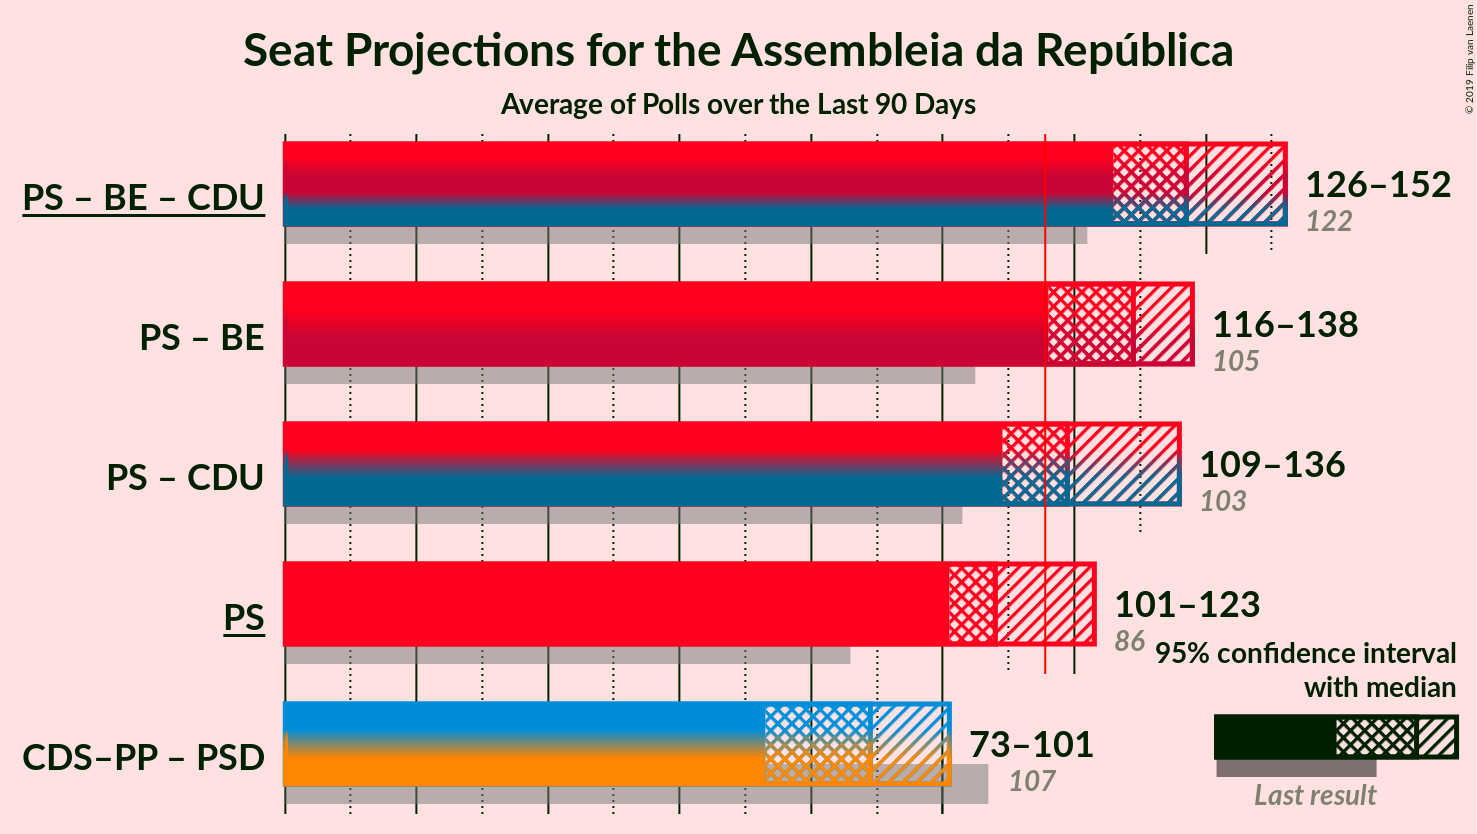 Seat Projections for the Assembleia da República
Average of Polls over the Last 90 Days
© 2019 Filip van Laenen
PS – BE – CDU
126–152
122
PS – BE
116–138
105
PS – CDU
109–136
103
PS
101–123
86
CDS–PP – PSD
73–101
107
95% confidence interval
with median
Last result